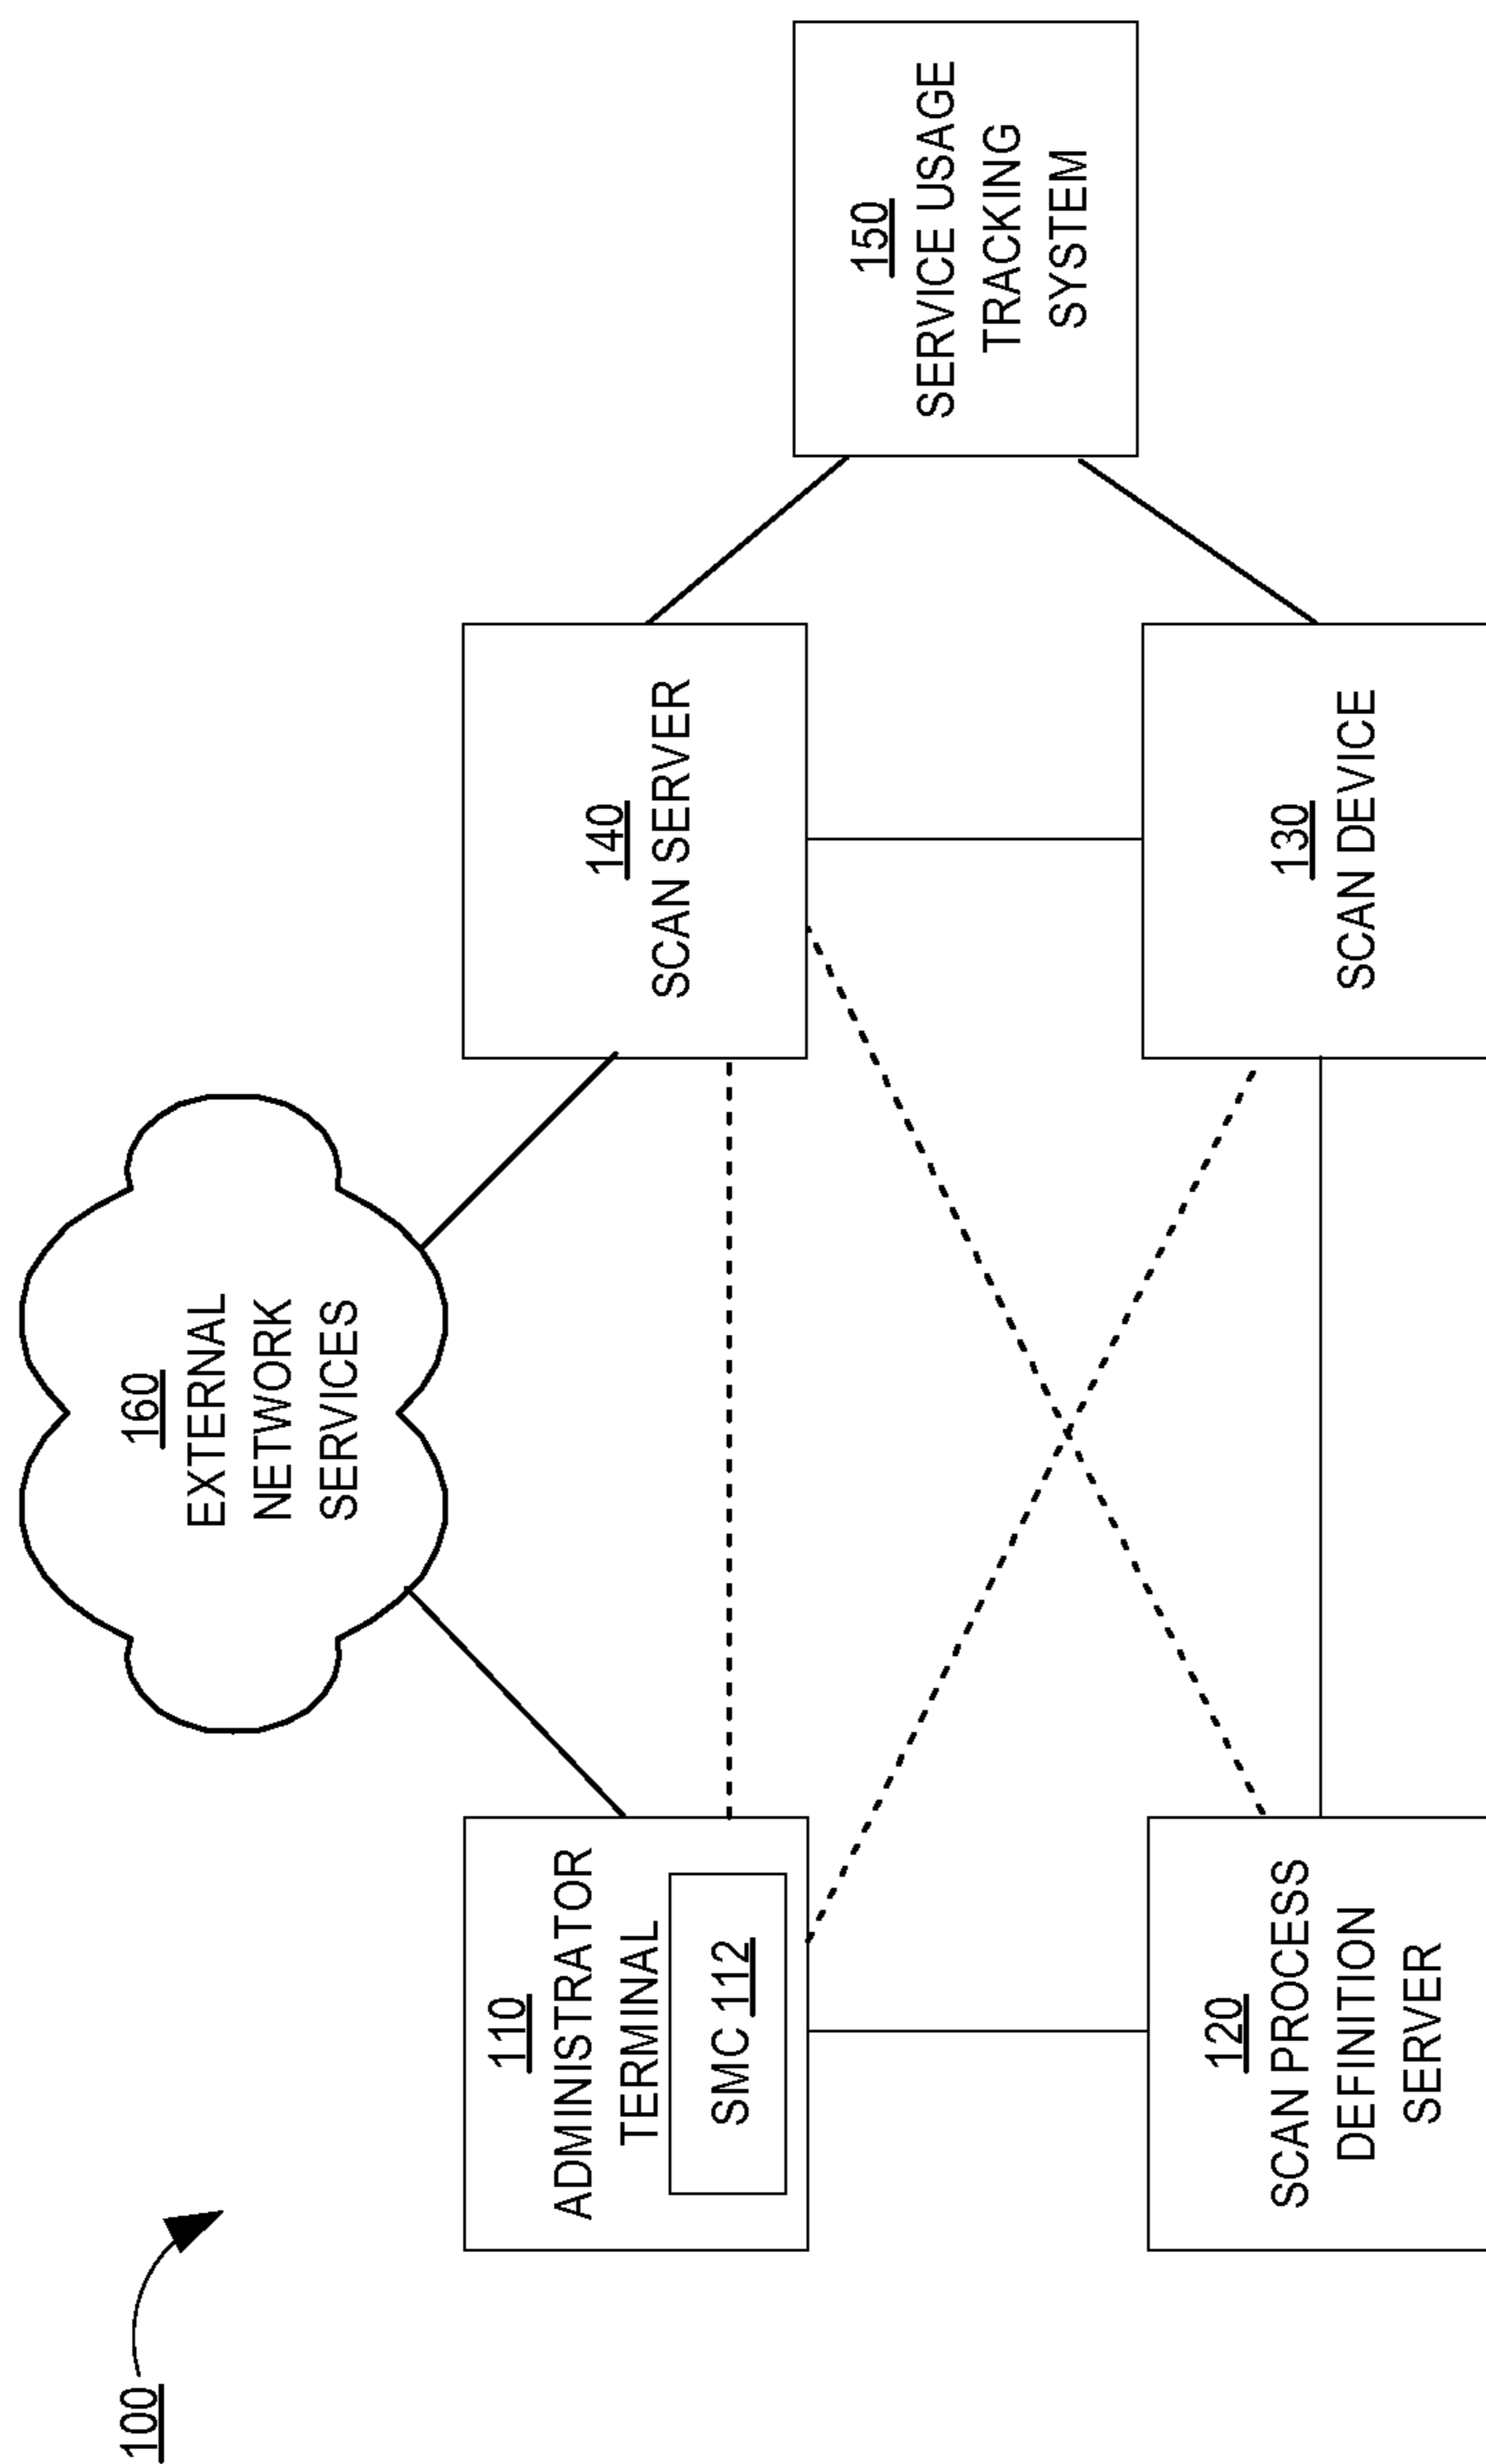 100
160
EXTERNAL
NETWORK
SERVICES
110
ADMINISTRATOR
TERMINAL
SMC 112
140
SCAN SERVER
150
SERVICE USAGE
TRACKING
SYSTEM
120
SCAN PROCESS
DEFINITION
SERVER
130
SCAN DEVICE